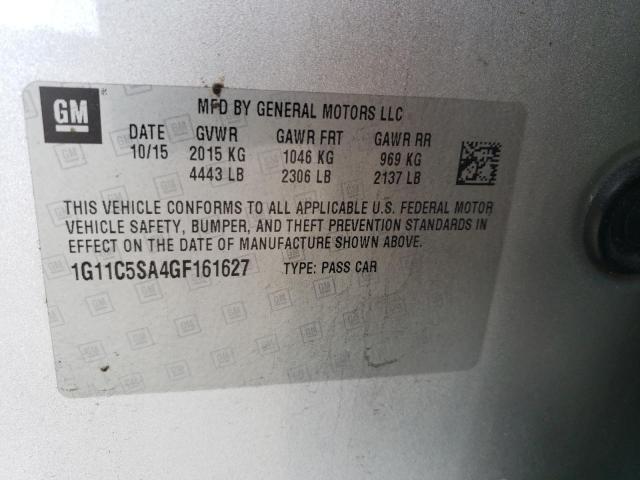 GM
MFD BY GENERAL MOTORS LLC
DATE GVWR GAWR FRT GAWR RR
10/15 2015 KG 1046 KG 969 KG
4443 LB 2306 LB 2137 LB
THIS VEHICLE CONFORMS TO ALL APPLICABLE U.S. FEDERAL MOTOR
VEHICLE SAFETY, BUMPER, AND THEFT PREVENTION STANDARDS IN
EFFECT ON THE DATE OF MANUFACTURE SHOWN ABOVE.
1G11C5SA4GF161627 TYPE: PASS CAR